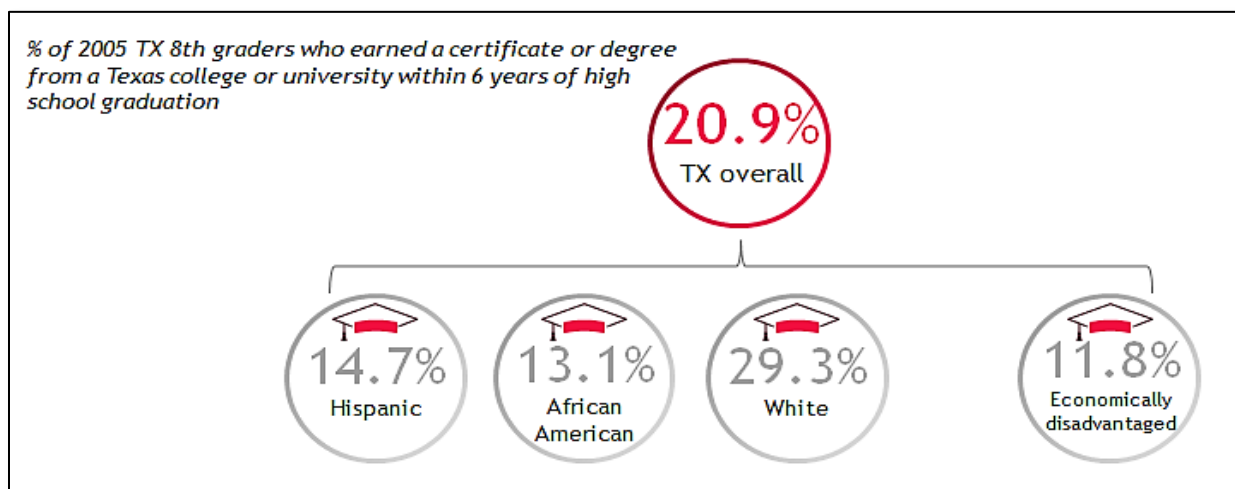 % of 2005 TX 8th graders who earned a certificate or degree
from a Texas college or university within 6 years of high
school graduation
20.9%
TX overall
14.7%
Hispanic
13.1%
African
American
29.3%
White
11.8%
Economically
disadvantaged